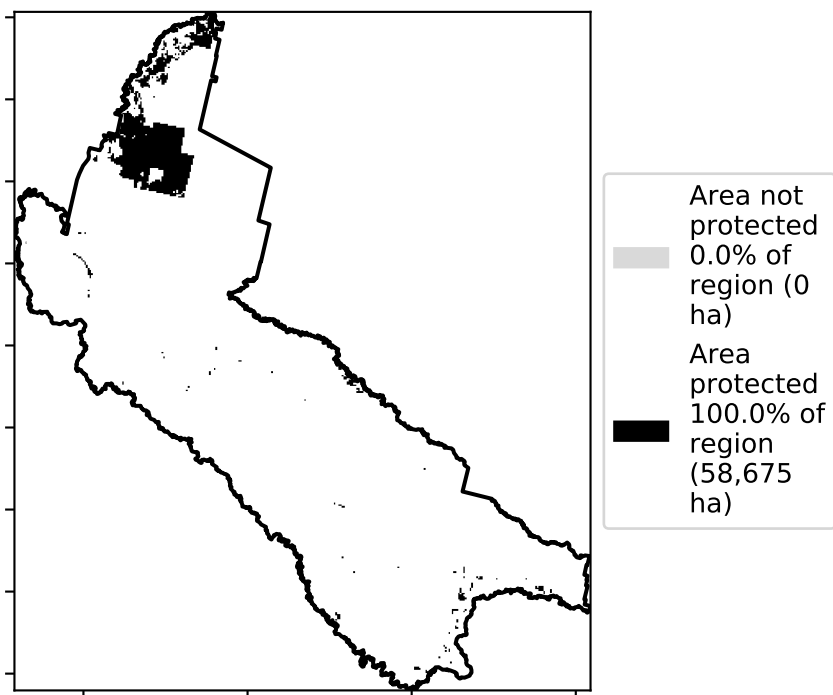 Area not
protected
0.0% of
region (0
ha)
Area
protected
100.0% of
region
(58,675
ha)